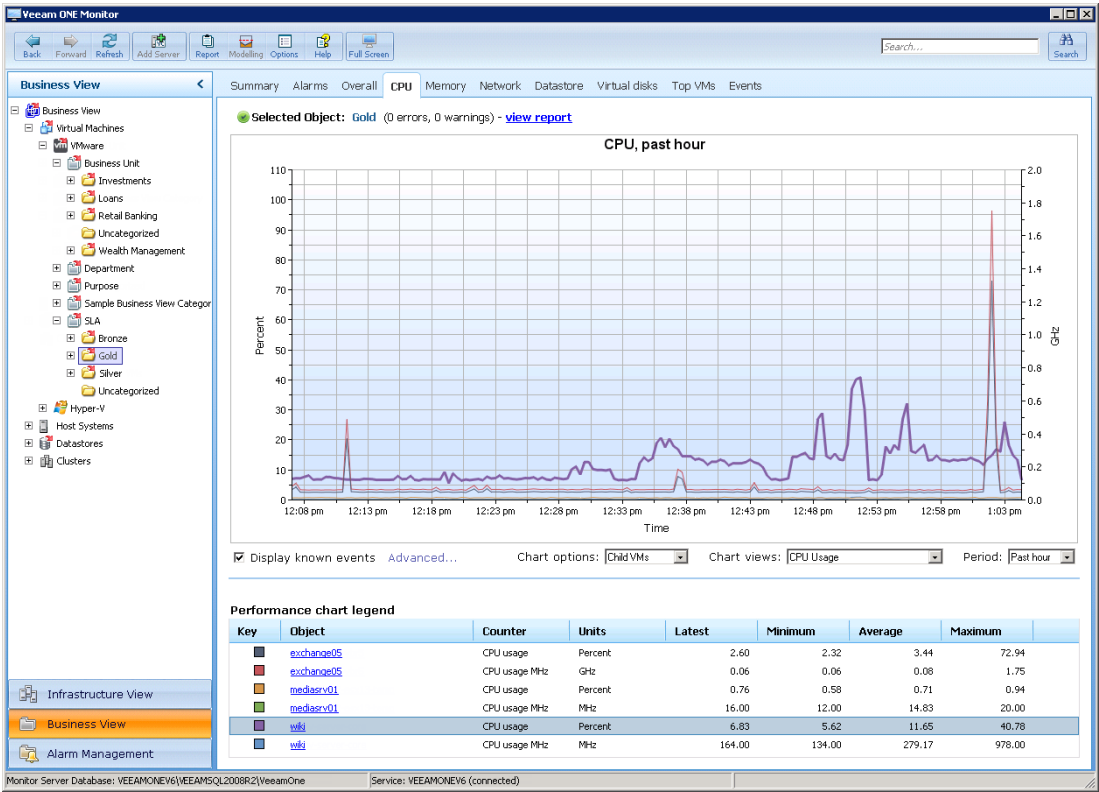 Veeam ONE Monitor
Back Forward Refresh Add Server Report Modelling Options Help Full Screen Search... Search
Business View
Summary Alarms Overall CPU Memory Network Datastore Virtual disks Top VMs Events
Business View
Virtual Machines
VMware
Business Unit
Investments
Loans
Retail Banking
Uncategorized
Wealth Management
Department
Purpose
Sample Business View Categor
SLA
Bronze
Gold
Silver
Uncategorized
Hyper-V
Host Systems
Datastores
Clusters
Infrastructure View
Business View
Alarm Management
Selected Object: Gold (0 errors, 0 warnings) - view report
CPU, past hour
110
100
90
80
70
60
50
40
30
20
10
0
Percent
2.0
1.8
1.6
1.4
1.2
1.0
0.8
0.6
0.4
0.2
0.0
GHz
12:08 pm 12:13 pm 12:18 pm 12:23 pm 12:28 pm 12:33 pm 12:38 pm 12:43 pm 12:48 pm 12:53 pm 12:58 pm 1:03 pm
Time
Display known events Advanced... Chart options: Child VMs Chart views: CPU Usage Period: Past hour
Performance chart legend
Key Object Counter Units Latest Minimum Average Maximum
exchange05 CPU usage Percent 2.60 2.32 3.44 72.94
exchange05 CPU usage MHz GHz 0.06 0.06 0.08 1.75
mediasrv01 CPU usage Percent 0.76 0.58 0.71 0.94
mediasrv01 CPU usage MHz MHz 16.00 12.00 14.83 20.00
wiki CPU usage Percent 6.83 5.62 11.65 40.78
wiki CPU usage MHz MHz 164.00 134.00 279.17 978.00
Monitor Server Database: VEEAMONEV6\VEEAMSQL2008R2\VeeamOne Service: VEEAMONEV6 (connected)